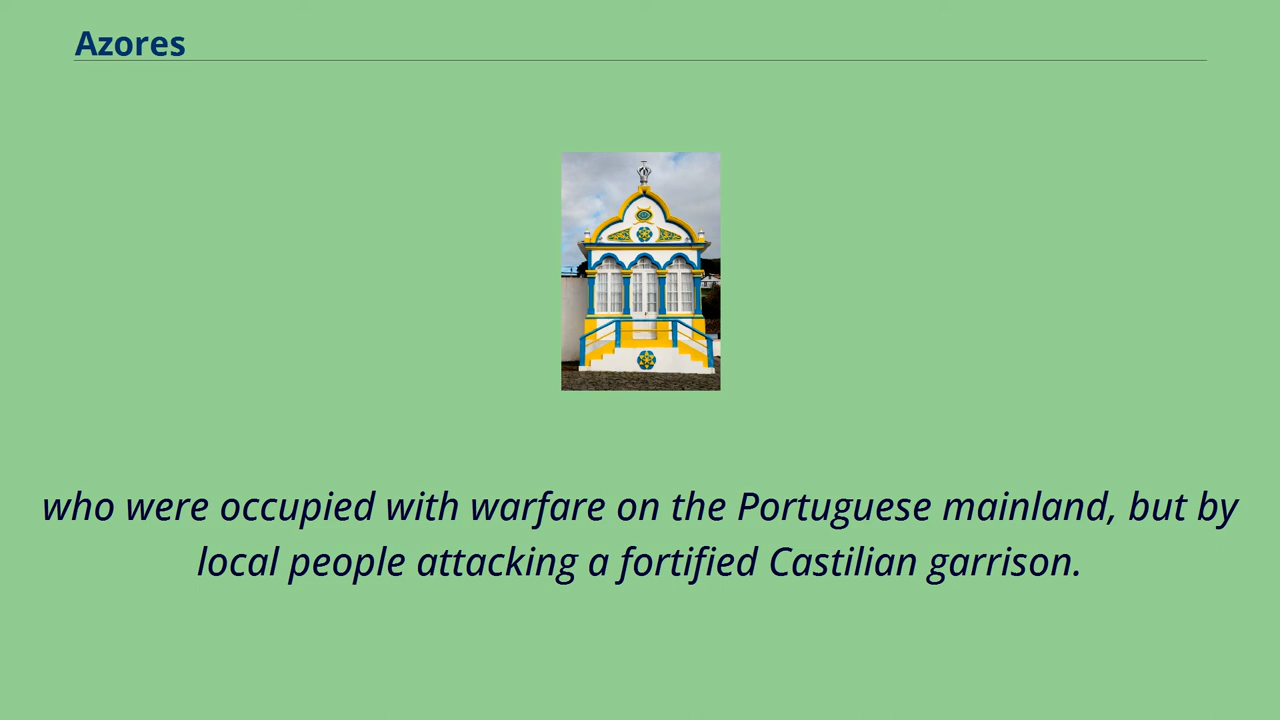 Azores
who were occupied with warfare on the Portuguese mainland, but by
local people attacking a fortified Castilian garrison.